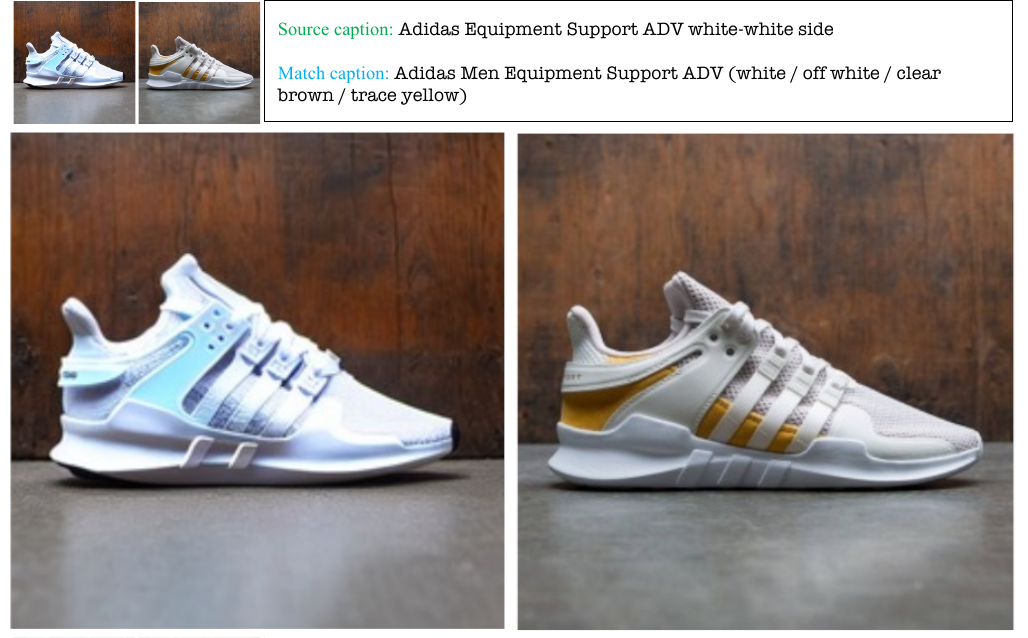 Source caption: Adidas Equipment Support ADV white-white side
Match caption: Adidas Men Equipment Support ADV (white / off white / clear
brown / trace yellow)